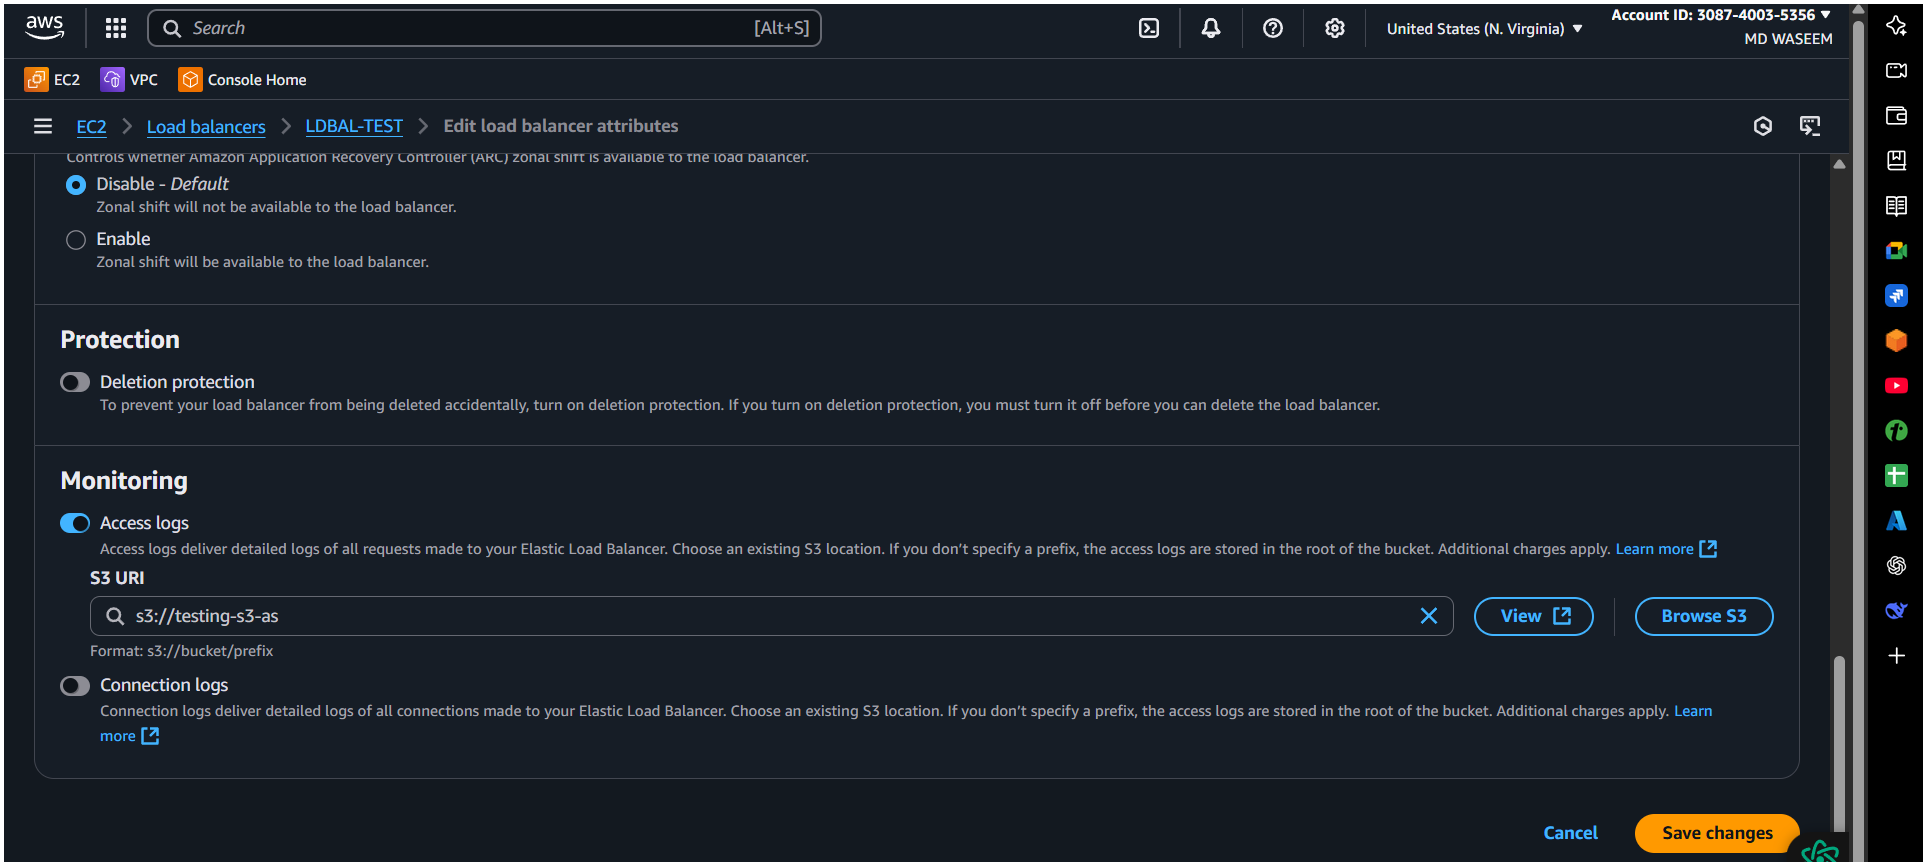 aws
Search
[Alt+S]
United States (N. Virginia)
Account ID: 3087-4003-5356
MD WASEEM
EC2
VPC
Console Home
EC2
Load balancers
LDBAL-TEST
Edit load balancer attributes
Controls whether Amazon Application Recovery Controller (ARC) zonal shift is available to the load balancer.
Disable - Default
Zonal shift will not be available to the load balancer.
Enable
Zonal shift will be available to the load balancer.
Protection
Deletion protection
To prevent your load balancer from being deleted accidentally, turn on deletion protection. If you turn on deletion protection, you must turn it off before you can delete the load balancer.
Monitoring
Access logs
Access logs deliver detailed logs of all requests made to your Elastic Load Balancer. Choose an existing S3 location. If you don’t specify a prefix, the access logs are stored in the root of the bucket. Additional charges apply. Learn more
S3 URI
s3://testing-s3-as
View
Browse S3
Format: s3://bucket/prefix
Connection logs
Connection logs deliver detailed logs of all connections made to your Elastic Load Balancer. Choose an existing S3 location. If you don’t specify a prefix, the access logs are stored in the root of the bucket. Additional charges apply. Learn
more
Cancel
Save changes